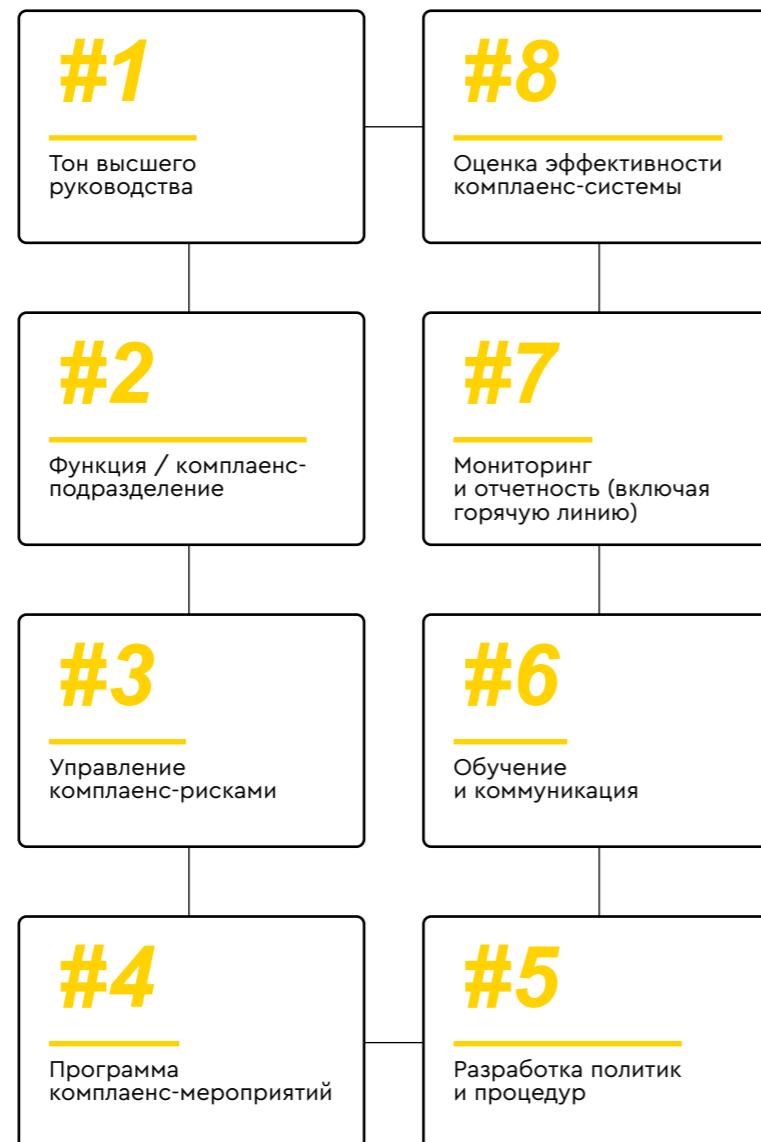 #1
Тон высшего
руководства
#2
Функция / комплаенс-
подразделение
#3
Управление
комплаенс-рисками
#4
Программа
комплаенс-мероприятий
#5
Разработка политик
и процедур
#6
Обучение
и коммуникация
#7
Мониторинг
и отчетность (включая
горячую линию)
#8
Оценка эффективности
комплаенс-системы